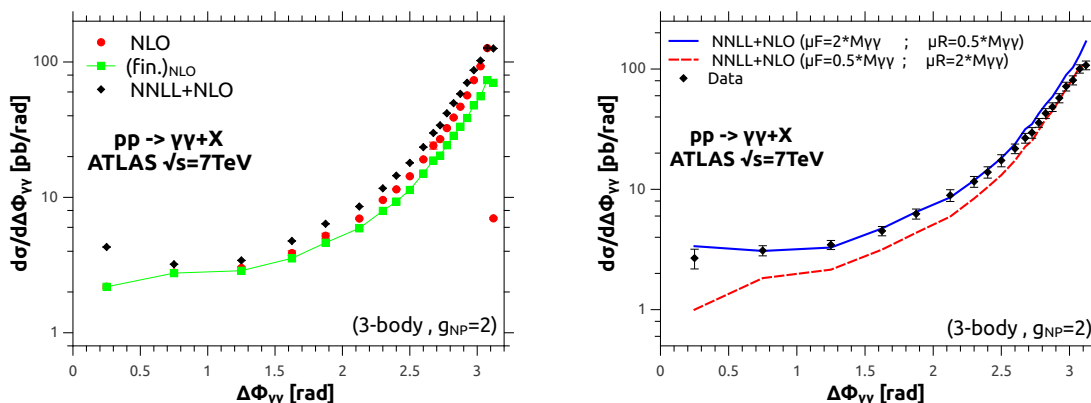 NLO
(fin.)NLO
NNLL+NLO
pp -> γγ+X
ATLAS √s=7TeV
(3-body , gNP=2)
dσ/dΔΦγγ [pb/rad]
100
10
1
0 0.5 1 1.5 2 2.5 3
ΔΦγγ [rad]
NNLL+NLO (μF=2*Mγγ ; μR=0.5*Mγγ)
NNLL+NLO (μF=0.5*Mγγ ; μR=2*Mγγ)
Data
pp -> γγ+X
ATLAS √s=7TeV
(3-body , gNP=2)
dσ/dΔΦγγ [pb/rad]
100
10
1
0 0.5 1 1.5 2 2.5 3
ΔΦγγ [rad]